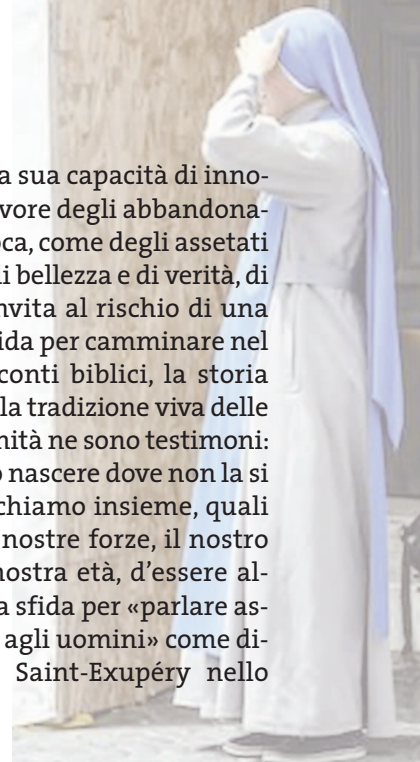 a sua capacità di inno-
vore degli abbandona-
oca, come degli assetati
di bellezza e di verità, di
nvita al rischio di una
ida per camminare nel
conti biblici, la storia
la tradizione viva delle
nità ne sono testimoni:
o nascere dove non la si
chiamo insieme, quali
nostre forze, il nostro
nostra età, d'essere al-
a sfida per «parlare as-
agli uomini» come di-
Saint-Exupéry nello